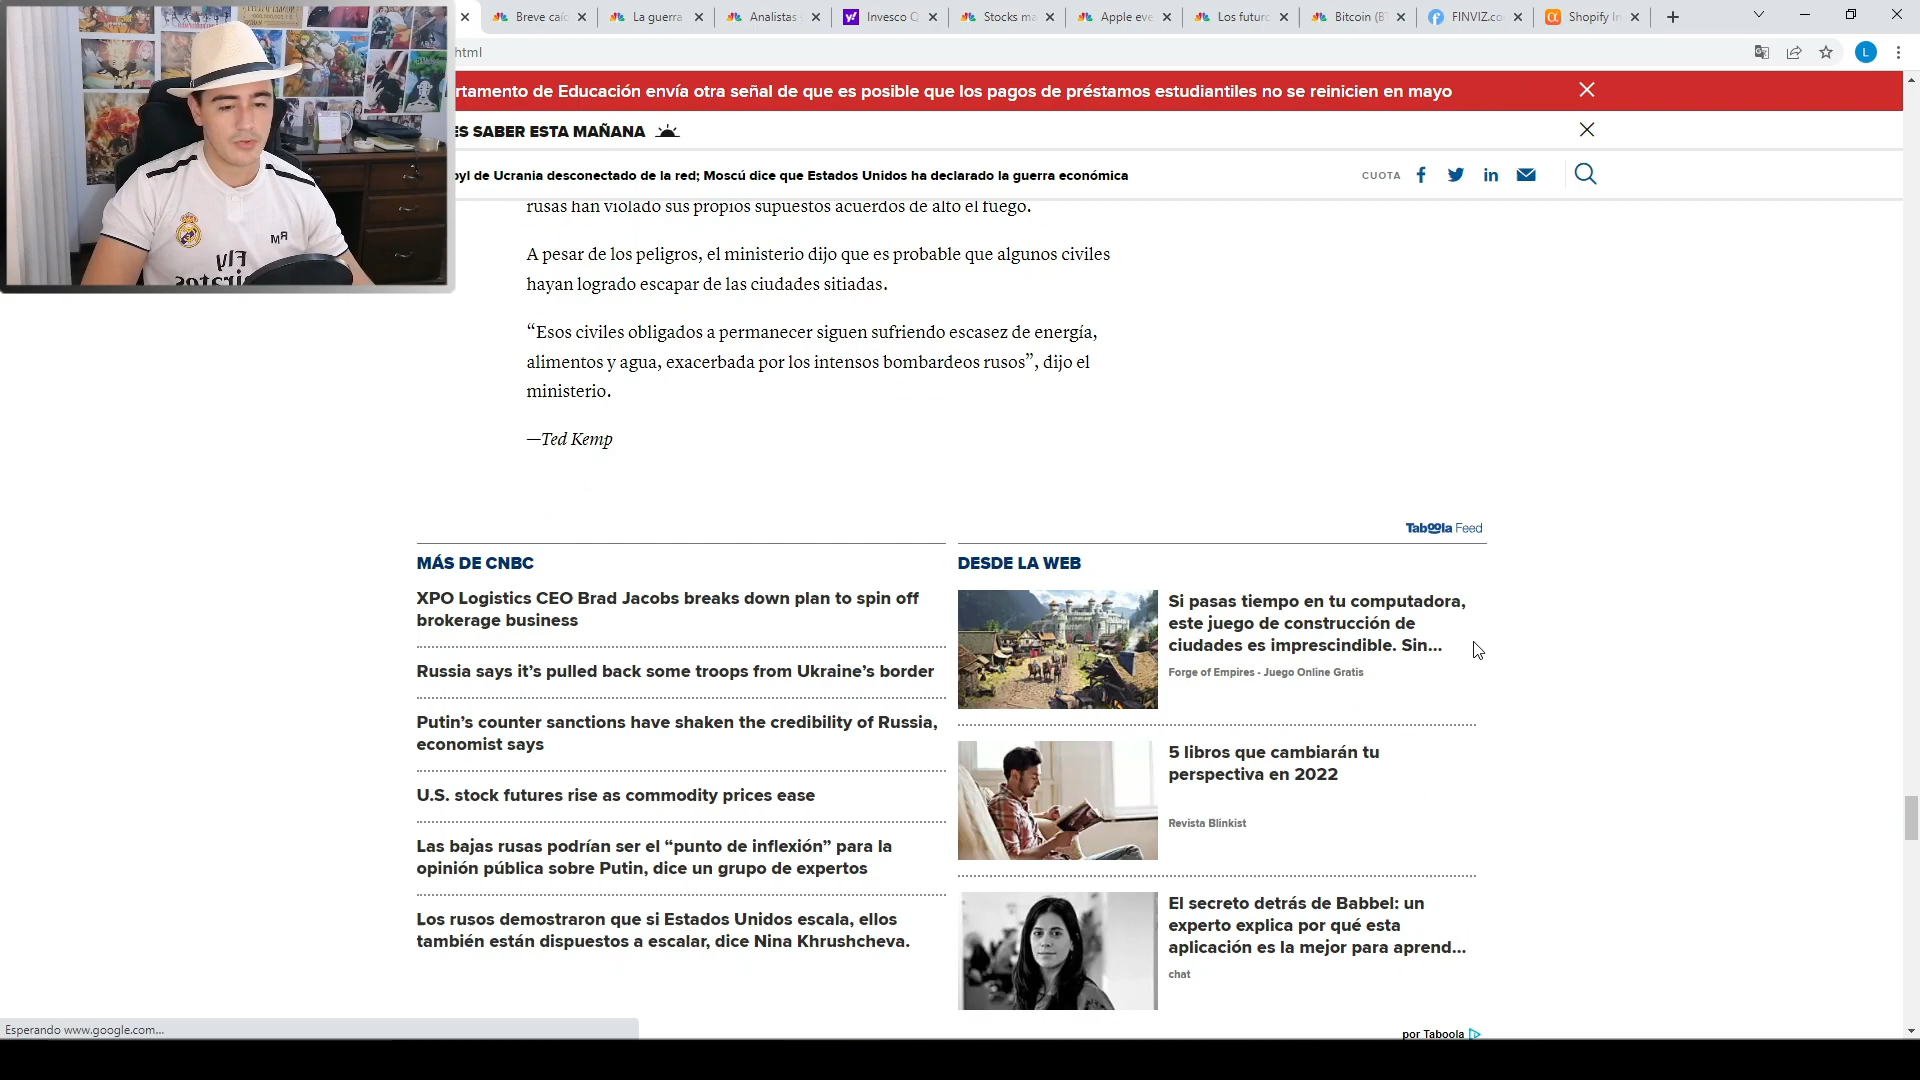 Breve caíd
La guerra
Analistas
Invesco Q
Stocks ma
Apple eve
Los futuro
Bitcoin (BT
FINVIZ.co
Shopify In
html
L
rtamento de Educación envía otra señal de que es posible que los pagos de préstamos estudiantiles no se reinicien en mayo
ES SABER ESTA MAÑANA
byl de Ucrania desconectado de la red; Moscú dice que Estados Unidos ha declarado la guerra económica
CUOTA
rusas han violado sus propios supuestos acuerdos de alto el fuego.
A pesar de los peligros, el ministerio dijo que es probable que algunos civiles
hayan logrado escapar de las ciudades sitiadas.
“Esos civiles obligados a permanecer siguen sufriendo escasez de energía,
alimentos y agua, exacerbada por los intensos bombardeos rusos”, dijo el
ministerio.
—Ted Kemp
Taboola Feed
MÁS DE CNBC
XPO Logistics CEO Brad Jacobs breaks down plan to spin off
brokerage business
Russia says it’s pulled back some troops from Ukraine’s border
Putin’s counter sanctions have shaken the credibility of Russia,
economist says
U.S. stock futures rise as commodity prices ease
Las bajas rusas podrían ser el “punto de inflexión” para la
opinión pública sobre Putin, dice un grupo de expertos
Los rusos demostraron que si Estados Unidos escala, ellos
también están dispuestos a escalar, dice Nina Khrushcheva.
DESDE LA WEB
Si pasas tiempo en tu computadora,
este juego de construcción de
ciudades es imprescindible. Sin...
Forge of Empires - Juego Online Gratis
5 libros que cambiarán tu
perspectiva en 2022
Revista Blinkist
El secreto detrás de Babbel: un
experto explica por qué esta
aplicación es la mejor para aprend...
chat
por Taboola
Esperando www.google.com...
Fly